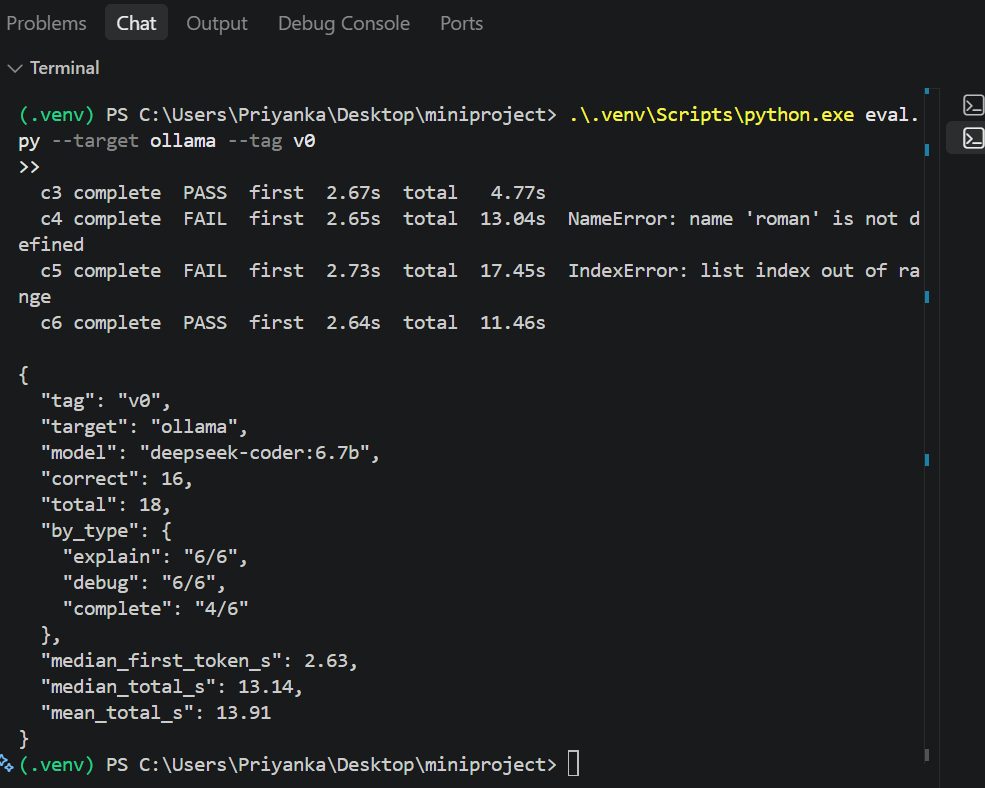 Problems Chat Output Debug Console Ports
Terminal
(.venv) PS C:\Users\Priyanka\Desktop\miniproject> .\.venv\Scripts\python.exe eval.
py --target ollama --tag v0
>>
  c3 complete  PASS  first  2.67s  total   4.77s
  c4 complete  FAIL  first  2.65s  total  13.04s  NameError: name 'roman' is not d
efined
  c5 complete  FAIL  first  2.73s  total  17.45s  IndexError: list index out of ra
nge
  c6 complete  PASS  first  2.64s  total  11.46s
{
  "tag": "v0",
  "target": "ollama",
  "model": "deepseek-coder:6.7b",
  "correct": 16,
  "total": 18,
  "by_type": {
    "explain": "6/6",
    "debug": "6/6",
    "complete": "4/6"
  },
  "median_first_token_s": 2.63,
  "median_total_s": 13.14,
  "mean_total_s": 13.91
}
(.venv) PS C:\Users\Priyanka\Desktop\miniproject>